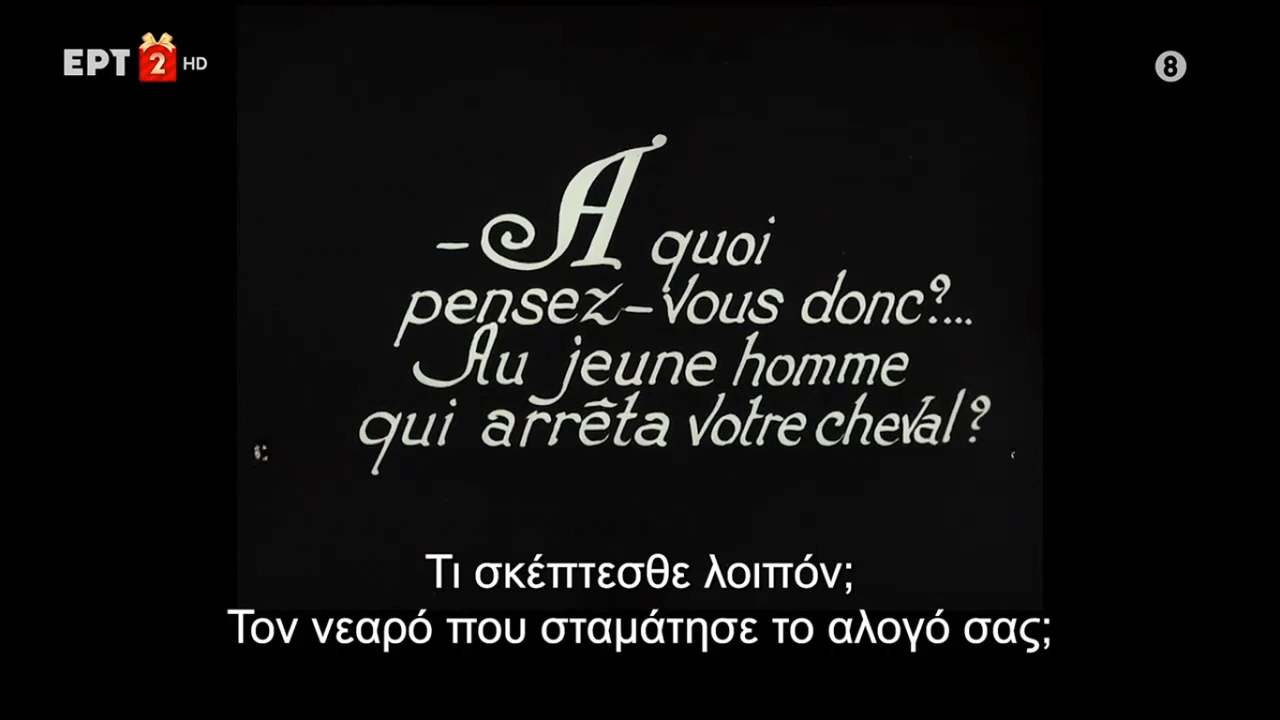 ΕΡΤ 2 HD
8
-A quoi
pensez-vous donc?...
Au jeune homme
qui arrêta votre cheval?
Τι σκέπτεσθε λοιπόν;
Τον νεαρό που σταμάτησε το αλογό σας;